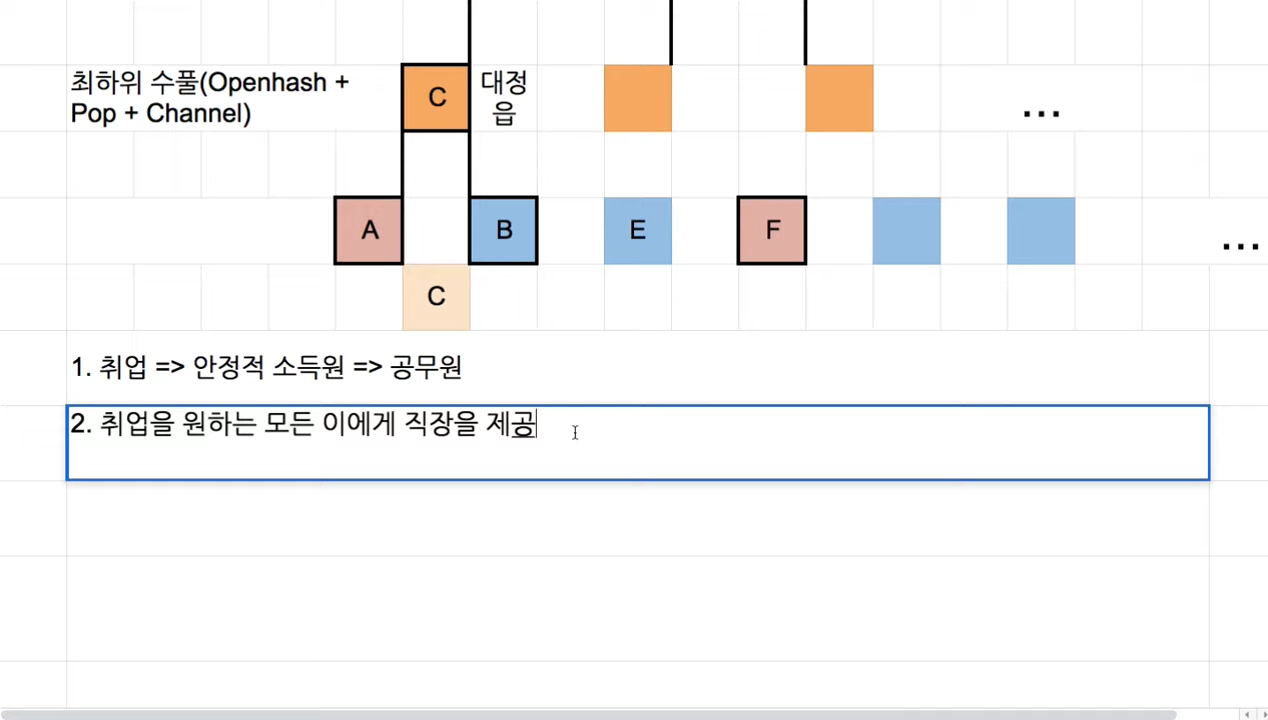 최하위 수풀(Openhash +
Pop + Channel)
C
대정
읍
...
A
B
E
F
...
C
1. 취업 => 안정적 소득원 => 공무원
2. 취업을 원하는 모든 이에게 직장을 제공